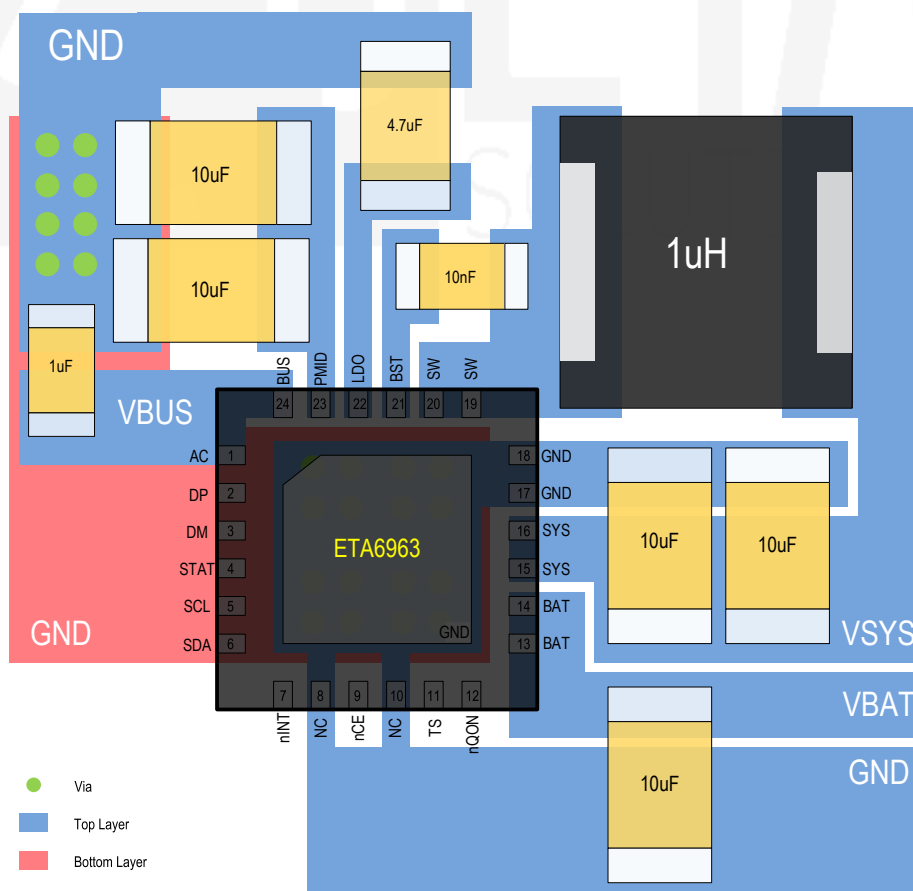 GND
4.7uF
10uF
10uF
10nF
1uH
1uF
VBUS
BUS
PMID
LDO
BST
SW
SW
24
23
22
21
20
19
AC
1
DP
2
DM
3
STAT
4
SCL
5
SDA
6
18
GND
17
GND
16
SYS
15
SYS
14
BAT
13
BAT
ETA6963
GND
GND
10uF
10uF
VSYS
VBAT
GND
10uF
7
8
9
10
11
12
nINT
NC
nCE
NC
TS
nQON
Via
Top Layer
Bottom Layer